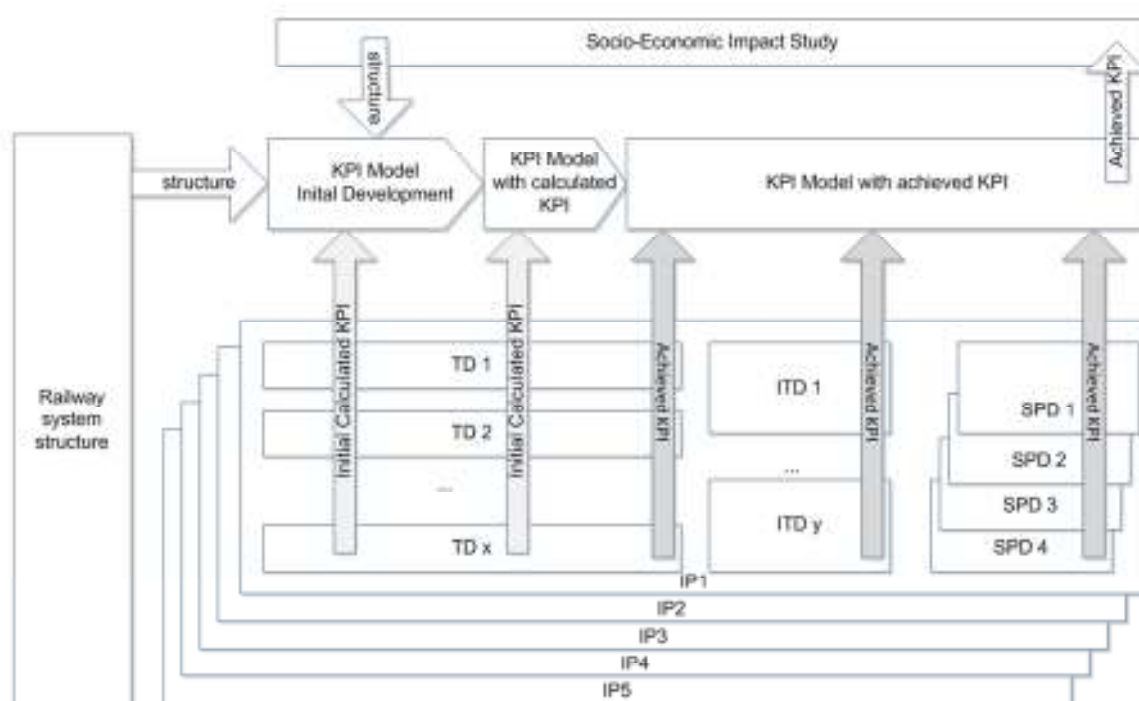 Socio-Economic Impact Study
structure
Achieved KPI
structure
KPI Model
Inital Development
KPI Model
with calculated
KPI
KPI Model with achieved KPI
Railway
system
structure
Initial Calculated KPI
Initial Calculated KPI
Achieved KPI
Achieved KPI
Achieved KPI
TD 1
TD 2
...
TD x
ITD 1
...
ITD y
SPD 1
SPD 2
SPD 3
SPD 4
IP1
IP2
IP3
IP4
IP5